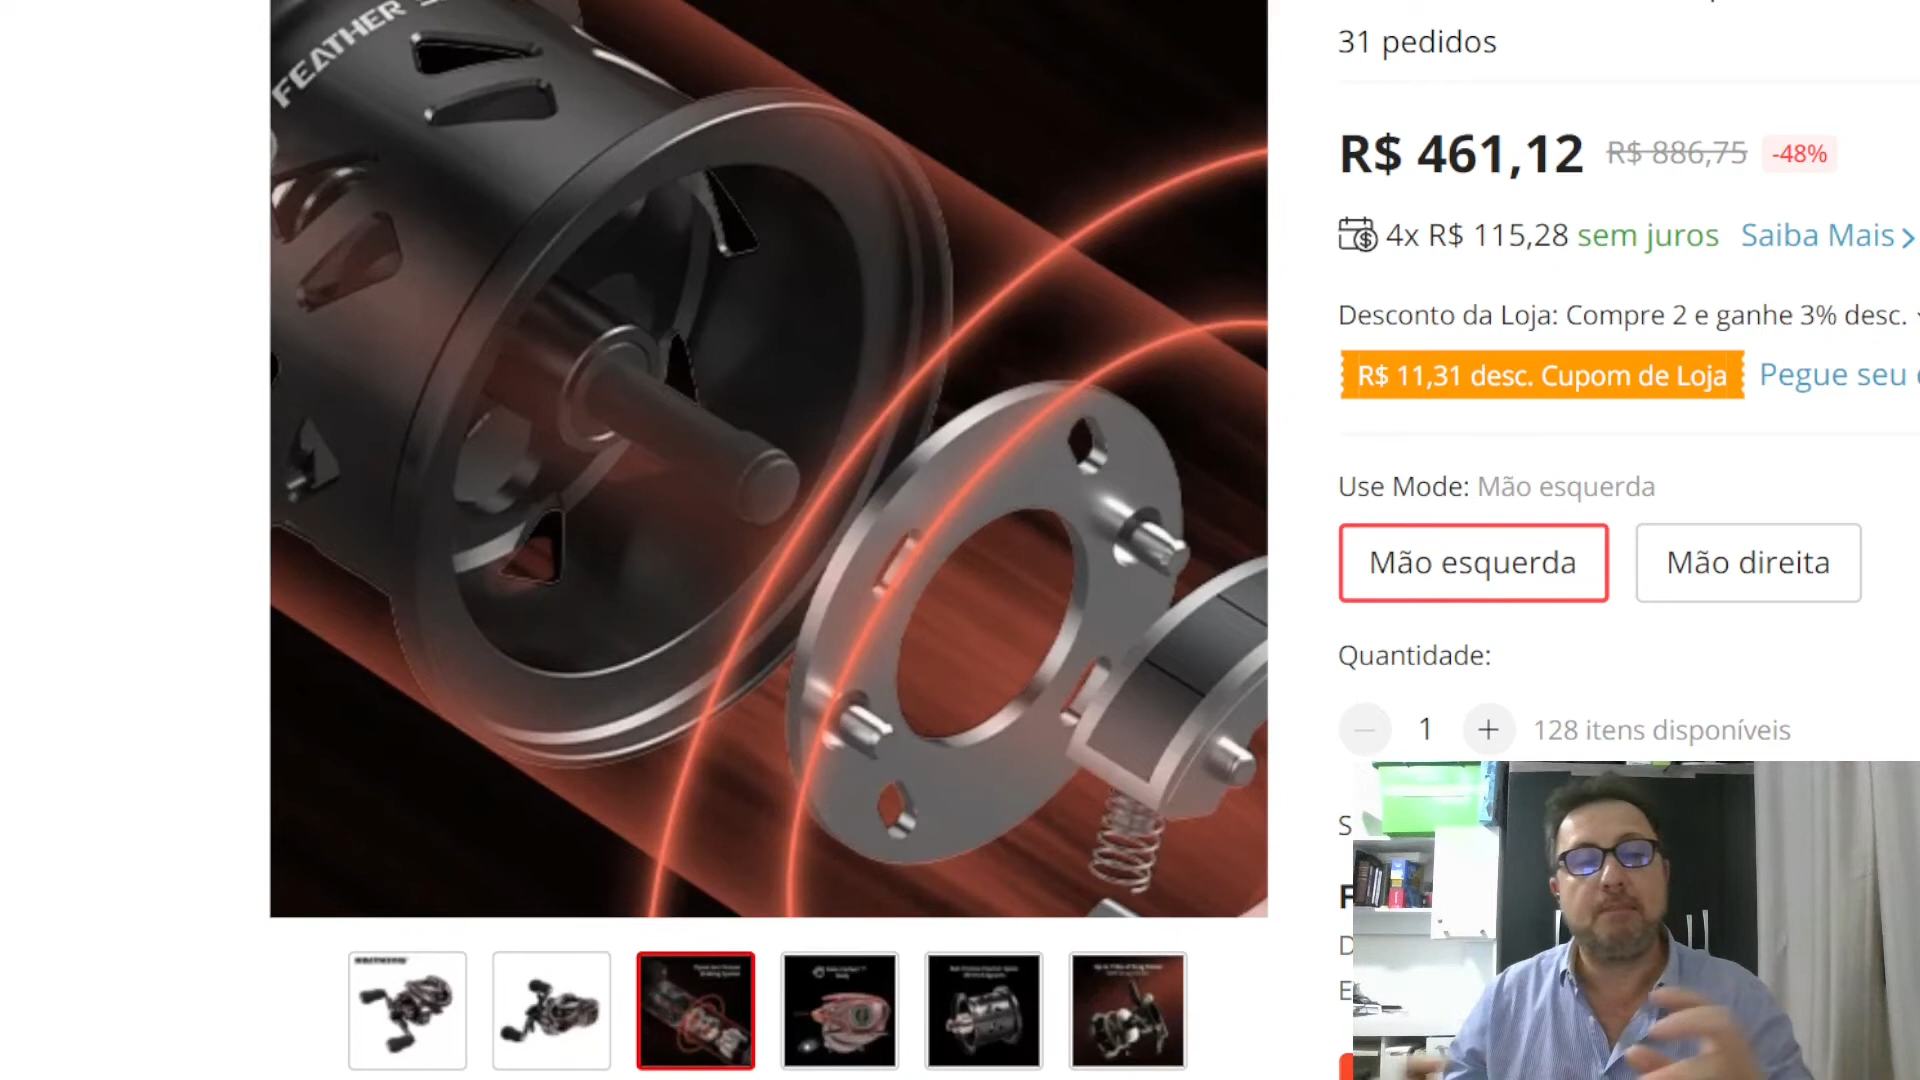 FEATHER
31 pedidos
R$ 461,12 R$ 886,75 -48%
4x R$ 115,28 sem juros Saiba Mais
Desconto da Loja: Compre 2 e ganhe 3% desc.
R$ 11,31 desc. Cupom de Loja Pegue seu
Use Mode: Mão esquerda
Mão esquerda Mão direita
Quantidade:
1 128 itens disponíveis